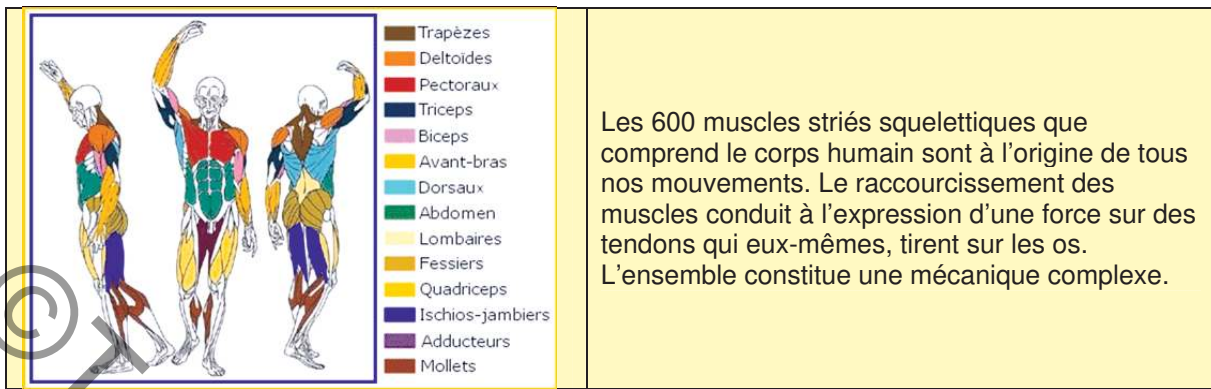 Trapèzes
Deltoïdes
Pectoraux
Triceps
Biceps
Avant-bras
Dorsaux
Abdomen
Lombaires
Fessiers
Quadriceps
Ischios-jambiers
Adducteurs
Mollets
Les 600 muscles striés squelettiques que
comprend le corps humain sont à l’origine de tous
nos mouvements. Le raccourcissement des
muscles conduit à l’expression d’une force sur des
tendons qui eux-mêmes, tirent sur les os.
L’ensemble constitue une mécanique complexe.
©